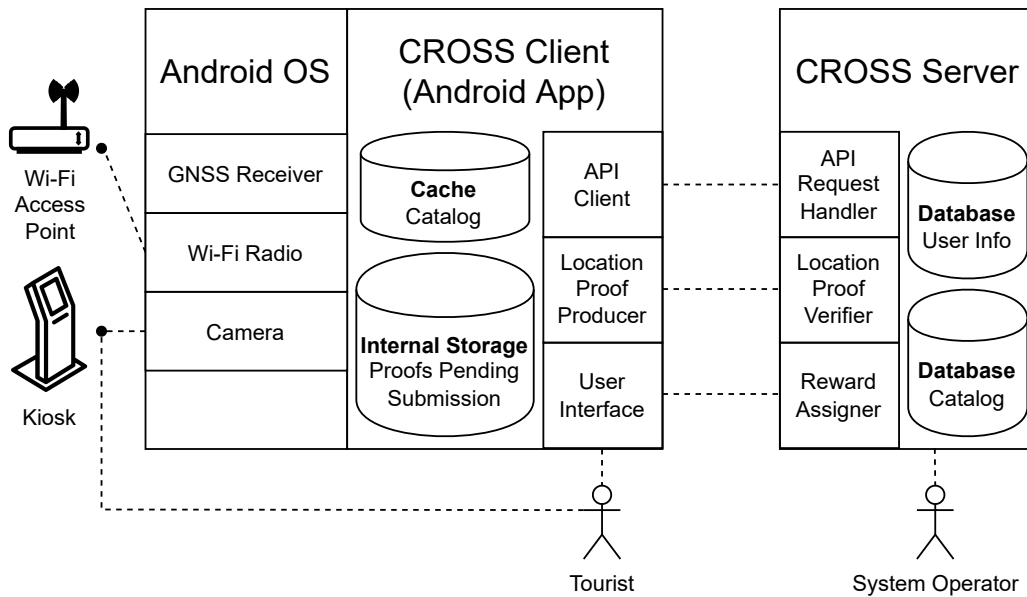 Android OS
CROSS Client
(Android App)
CROSS Server
Wi-Fi
Access
Point
Kiosk
GNSS Receiver
Wi-Fi Radio
Camera
Cache
Catalog
Internal Storage
Proofs Pending
Submission
API
Client
Location
Proof
Producer
User
Interface
API
Request
Handler
Location
Proof
Verifier
Reward
Assigner
Database
User Info
Database
Catalog
Tourist
System Operator